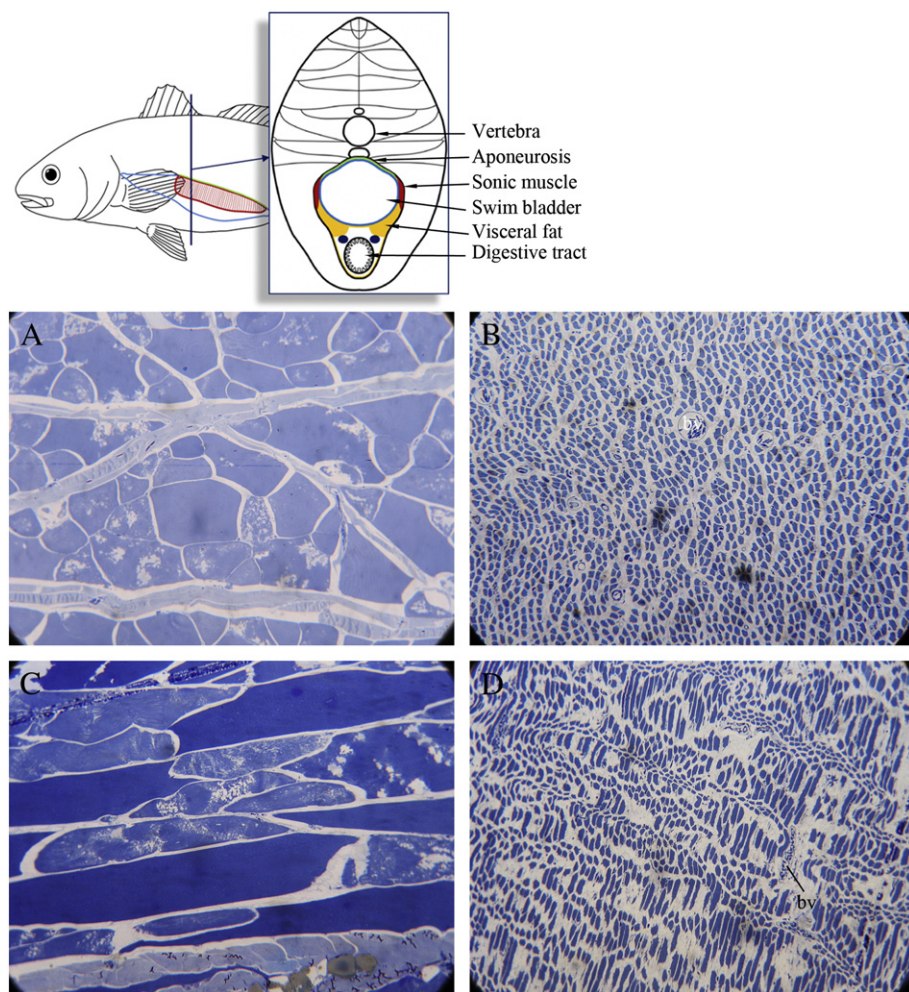 Vertebra
Aponeurosis
Sonic muscle
Swim bladder
Visceral fat
Digestive tract
A
B
bv
C
D
bv